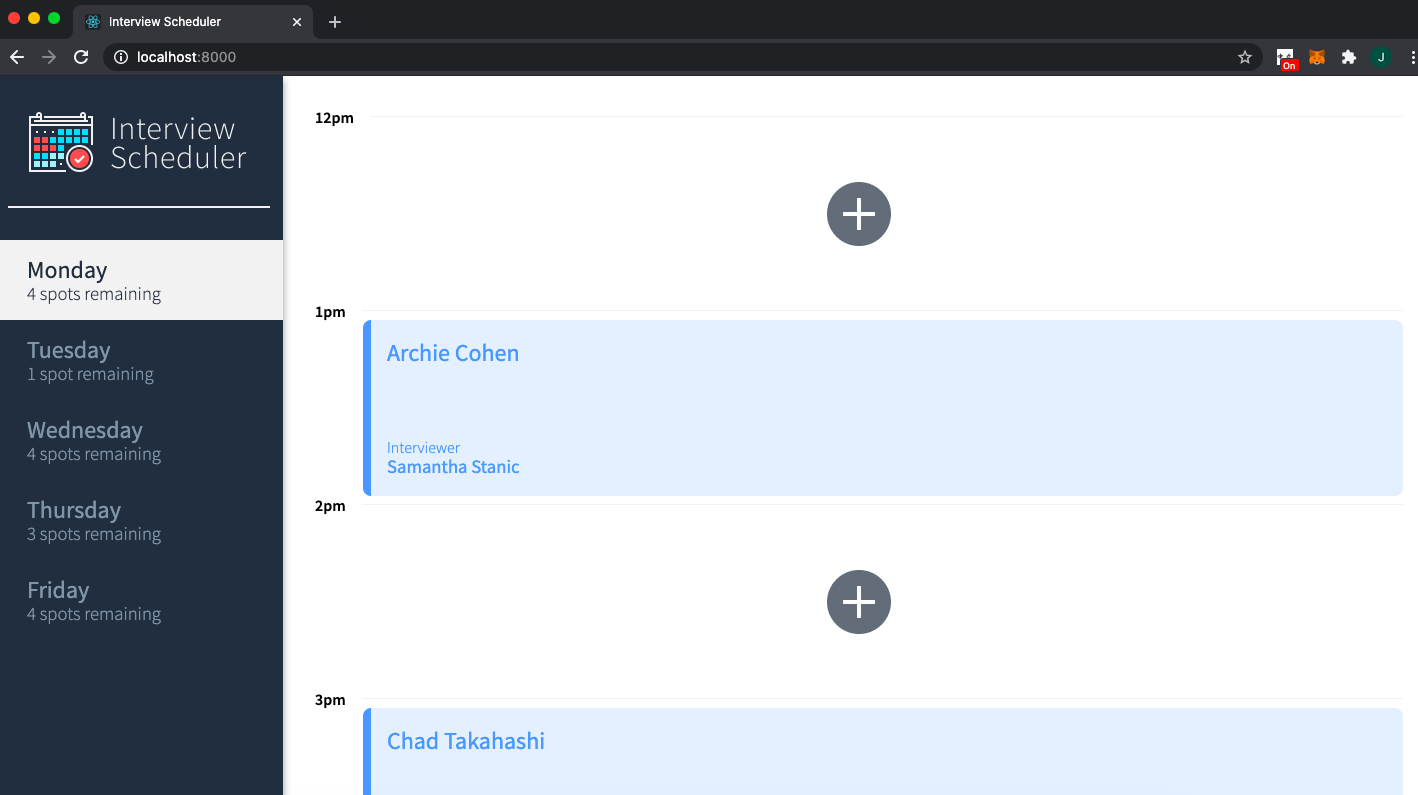 Interview Scheduler
localhost:8000
On
J
Interview
Scheduler
Monday
4 spots remaining
Tuesday
1 spot remaining
Wednesday
4 spots remaining
Thursday
3 spots remaining
Friday
4 spots remaining
12pm
1pm
Archie Cohen
Interviewer
Samantha Stanic
2pm
3pm
Chad Takahashi